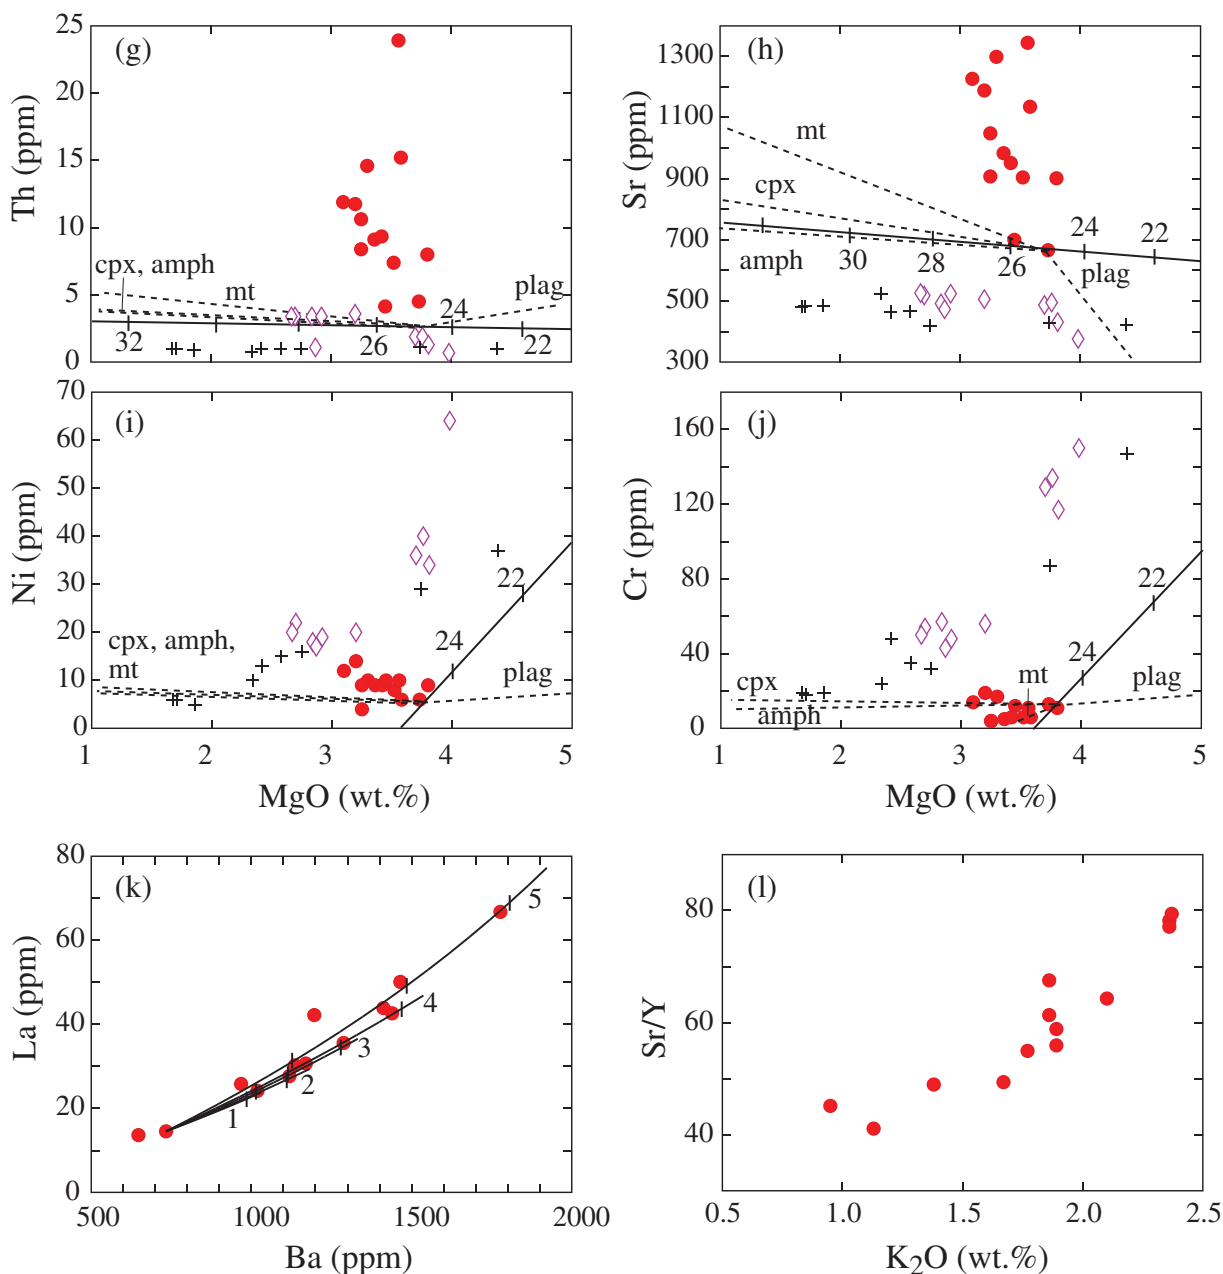 (g)
25
20
15
10
5
0
Th (ppm)
cpx, amph
mt
plag
32
26
24
22
(h)
1300
1100
900
700
500
300
Sr (ppm)
mt
cpx
amph
plag
30
28
26
24
22
(i)
70
60
50
40
30
20
10
0
Ni (ppm)
cpx, amph,
mt
plag
22
24
1 2 3 4 5
MgO (wt.%)
(j)
160
120
80
40
0
Cr (ppm)
cpx
amph
mt
plag
22
24
1 2 3 4 5
MgO (wt.%)
(k)
80
60
40
20
0
La (ppm)
1
2
3
4
5
500 1000 1500 2000
Ba (ppm)
(l)
80
60
40
Sr/Y
0.5 1.0 1.5 2.0 2.5
K₂O (wt.%)